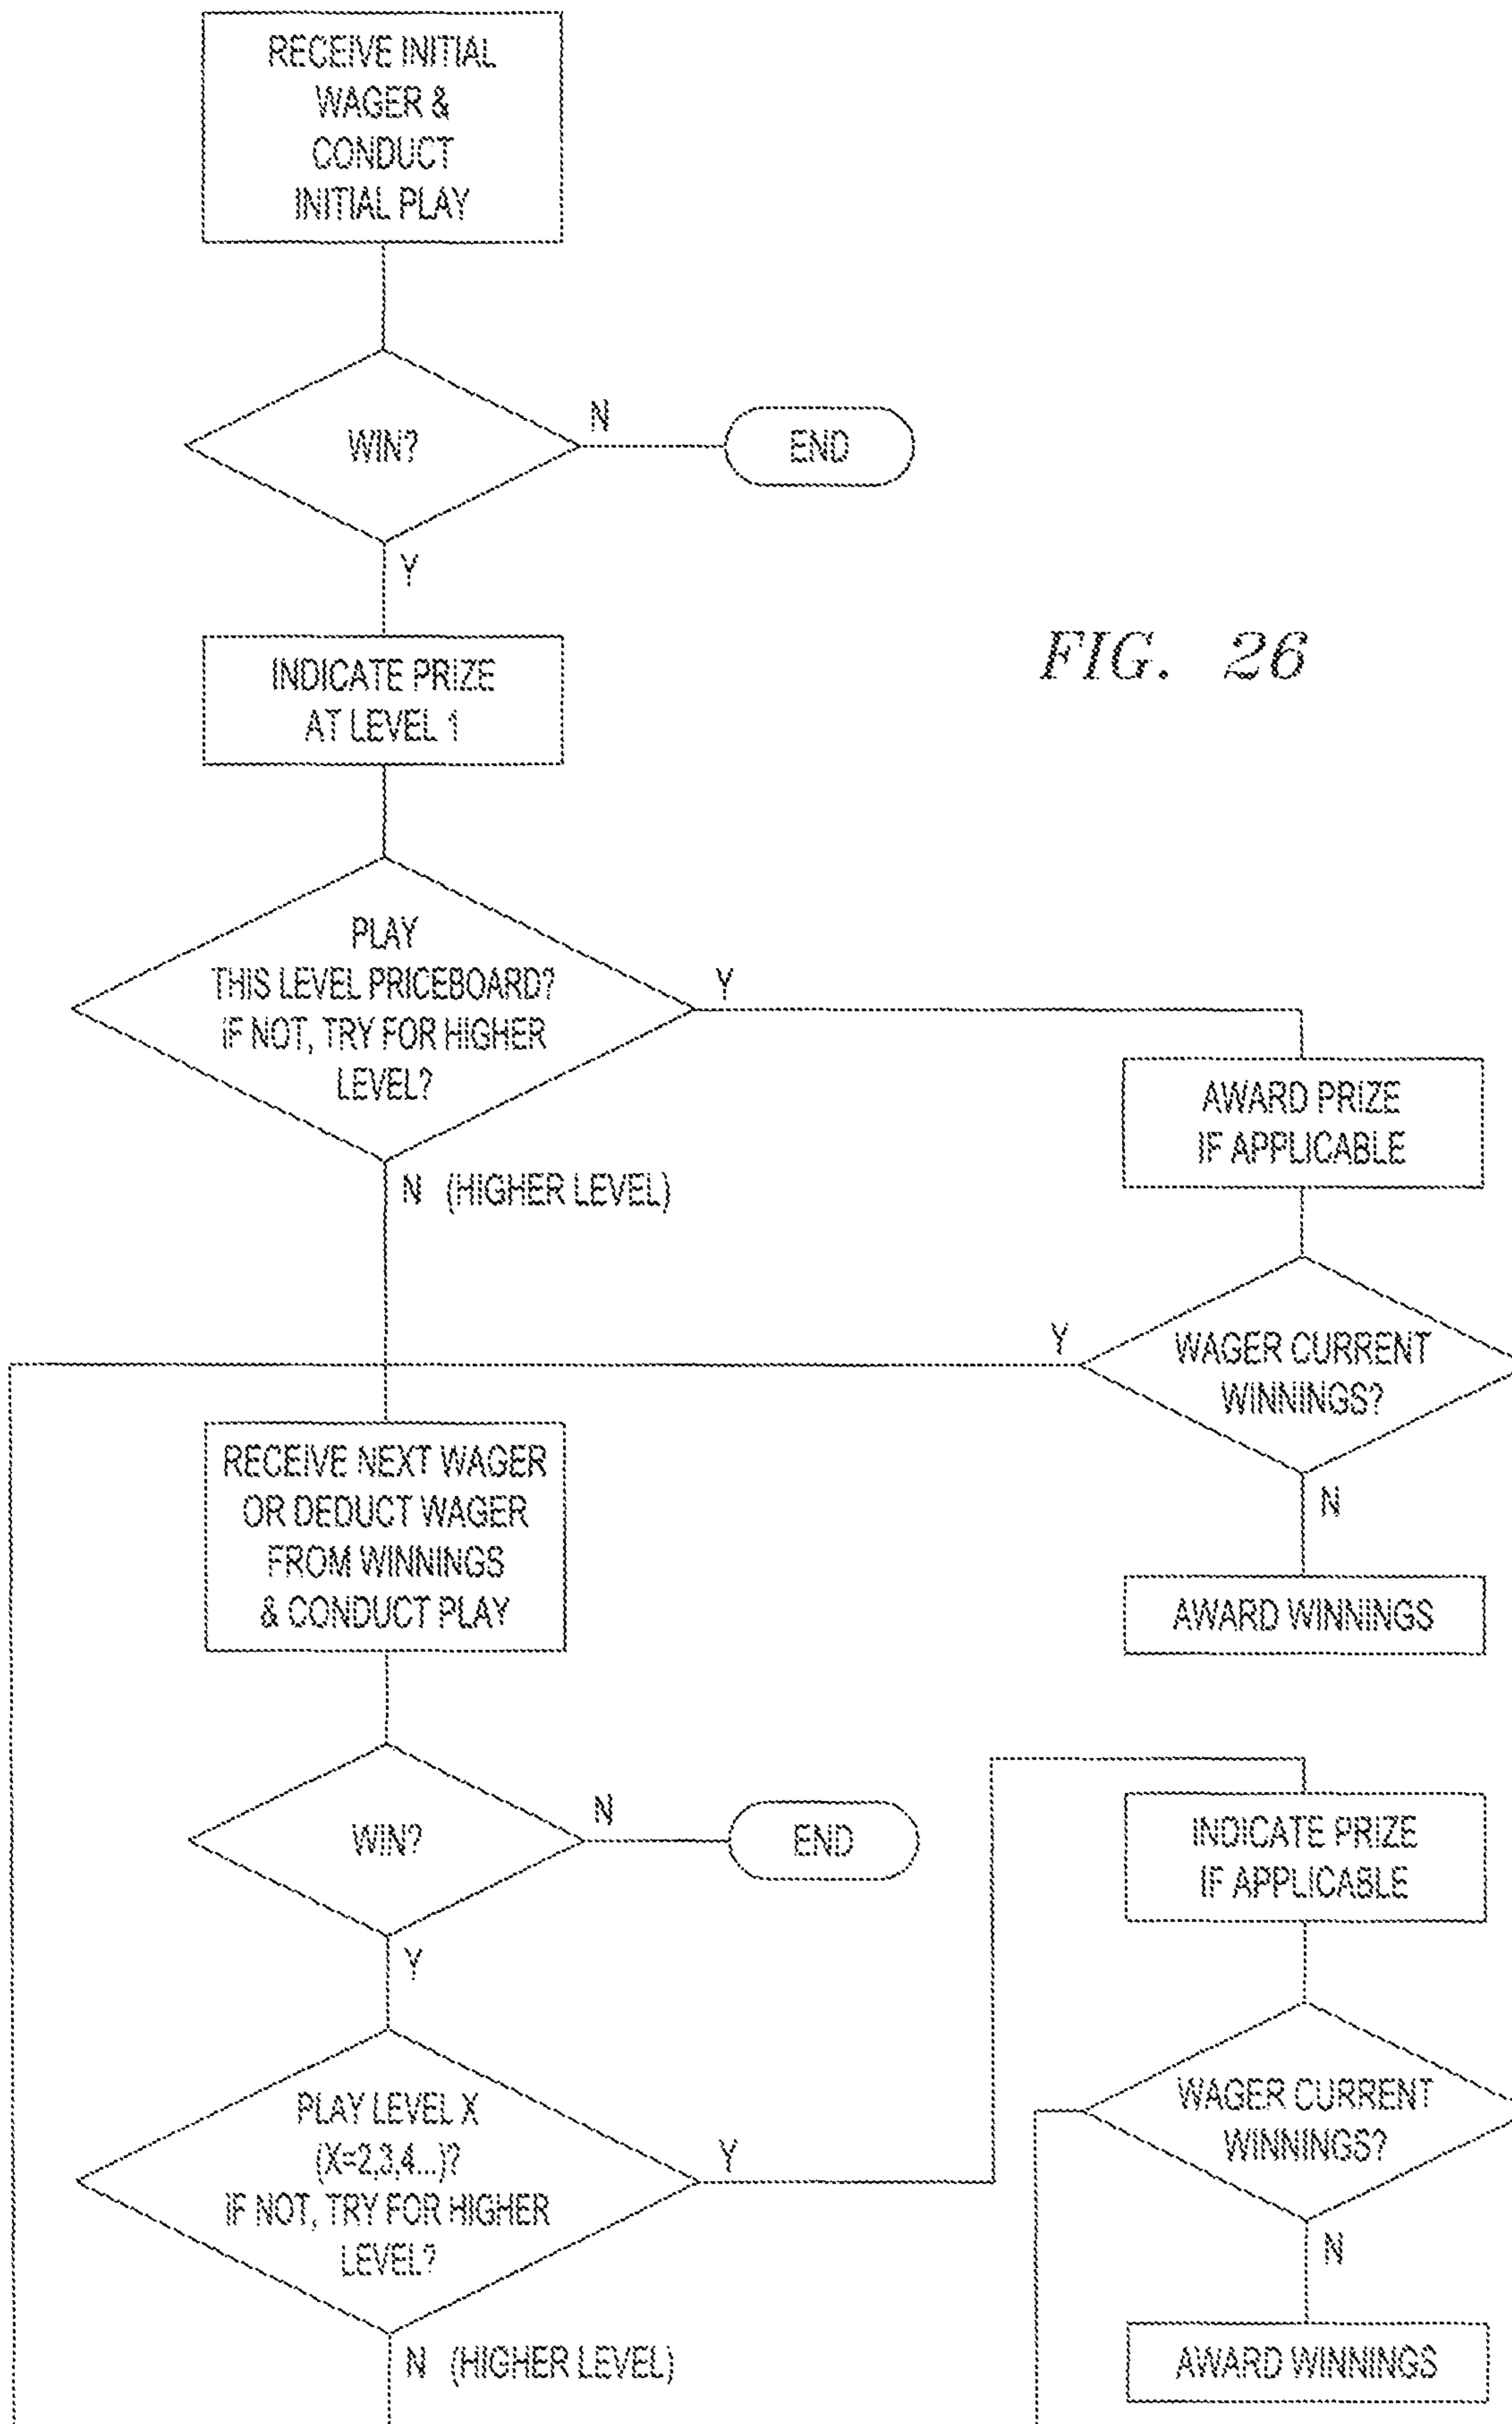 RECEIVE INITIAL
WAGER &
CONDUCT
INITIAL PLAY
WIN?
N
END
Y
FIG. 26
INDICATE PRIZE
AT LEVEL 1
PLAY
THIS LEVEL PRICEBOARD?
IF NOT, TRY FOR HIGHER
LEVEL?
Y
N (HIGHER LEVEL)
AWARD PRIZE
IF APPLICABLE
Y
WAGER CURRENT
WINNINGS?
N
AWARD WINNINGS
RECEIVE NEXT WAGER
OR DEDUCT WAGER
FROM WINNINGS
& CONDUCT PLAY
WIN?
N
END
Y
PLAY LEVEL X
(X=2,3,4...)?
IF NOT, TRY FOR HIGHER
LEVEL?
Y
N (HIGHER LEVEL)
INDICATE PRIZE
IF APPLICABLE
WAGER CURRENT
WINNINGS?
N
AWARD WINNINGS